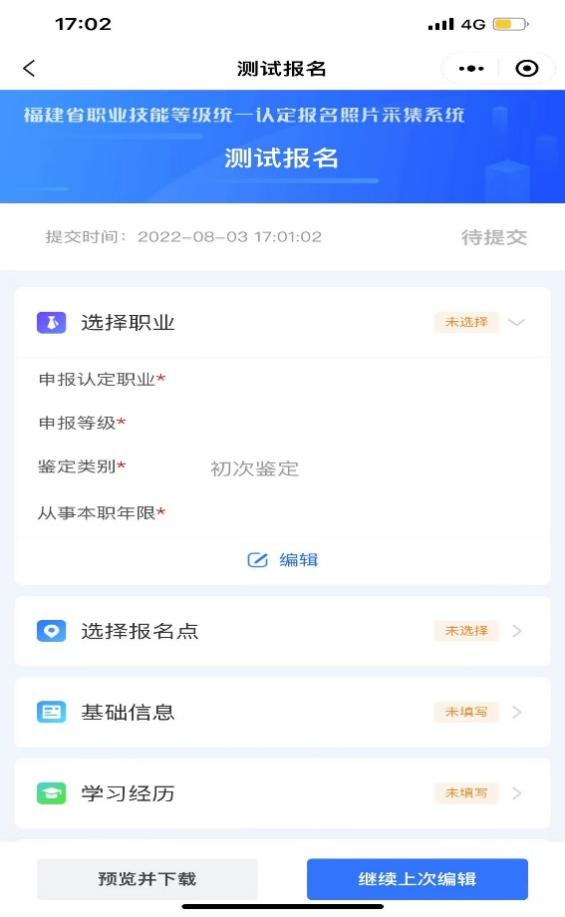 17:02
4G
测试报名
福建省职业技能等级统一认定报名照片采集系统
测试报名
提交时间: 2022-08-03 17:01:02 待提交
选择职业 未选择
申报认定职业*
申报等级*
鉴定类别* 初次鉴定
从事本职年限*
编辑
选择报名点 未选择
基础信息 未填写
学习经历 未填写
预览并下载 继续上次编辑